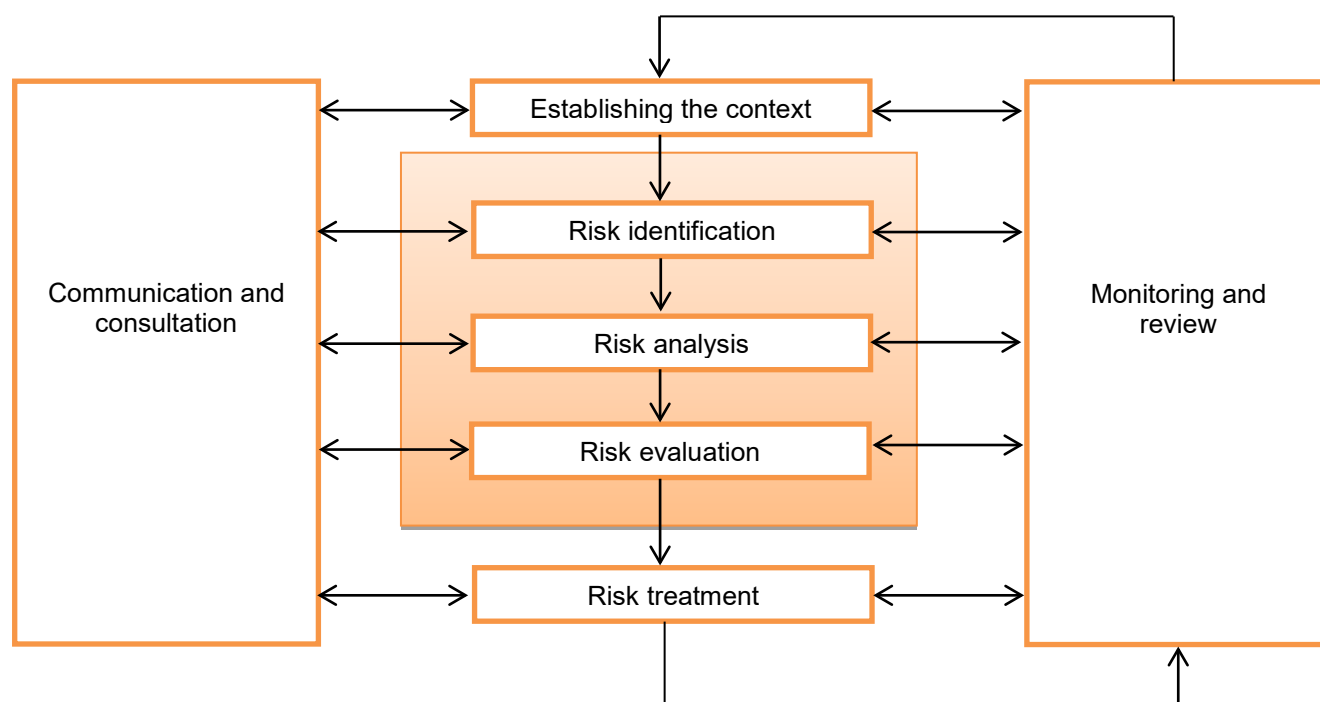 Establishing the context
Risk identification
Communication and
consultation
Monitoring and
review
Risk analysis
Risk evaluation
Risk treatment